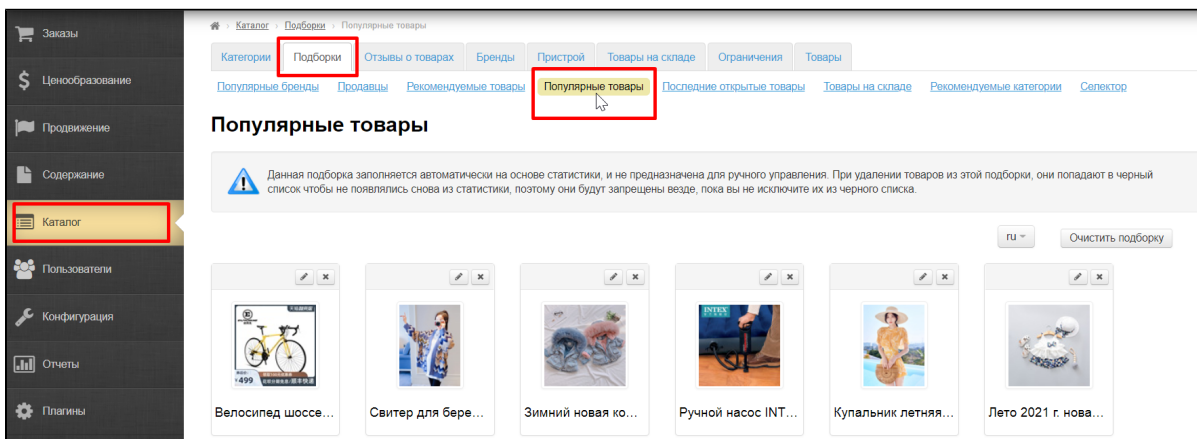 Заказы
Ценообразование
Продвижение
Содержание
Каталог
Пользователи
Конфигурация
Отчеты
Плагины
Каталог › Подборки › Популярные товары
Категории Подборки Отзывы о товарах Бренды Пристрой Товары на складе Ограничения Товары
Популярные бренды Продавцы Рекомендуемые товары Популярные товары Последние открытые товары Товары на складе Рекомендуемые категории Селектор
Популярные товары
Данная подборка заполняется автоматически на основе статистики, и не предназначена для ручного управления. При удалении товаров из этой подборки, они попадают в черный
список чтобы не появлялись снова из статистики, поэтому они будут запрещены везде, пока вы не исключите их из черного списка.
ru Очистить подборку
499
INTEX
Велосипед шоссе... Свитер для бере... Зимний новая ко... Ручной насос INT... Купальник летняя... Лето 2021 г. нова...